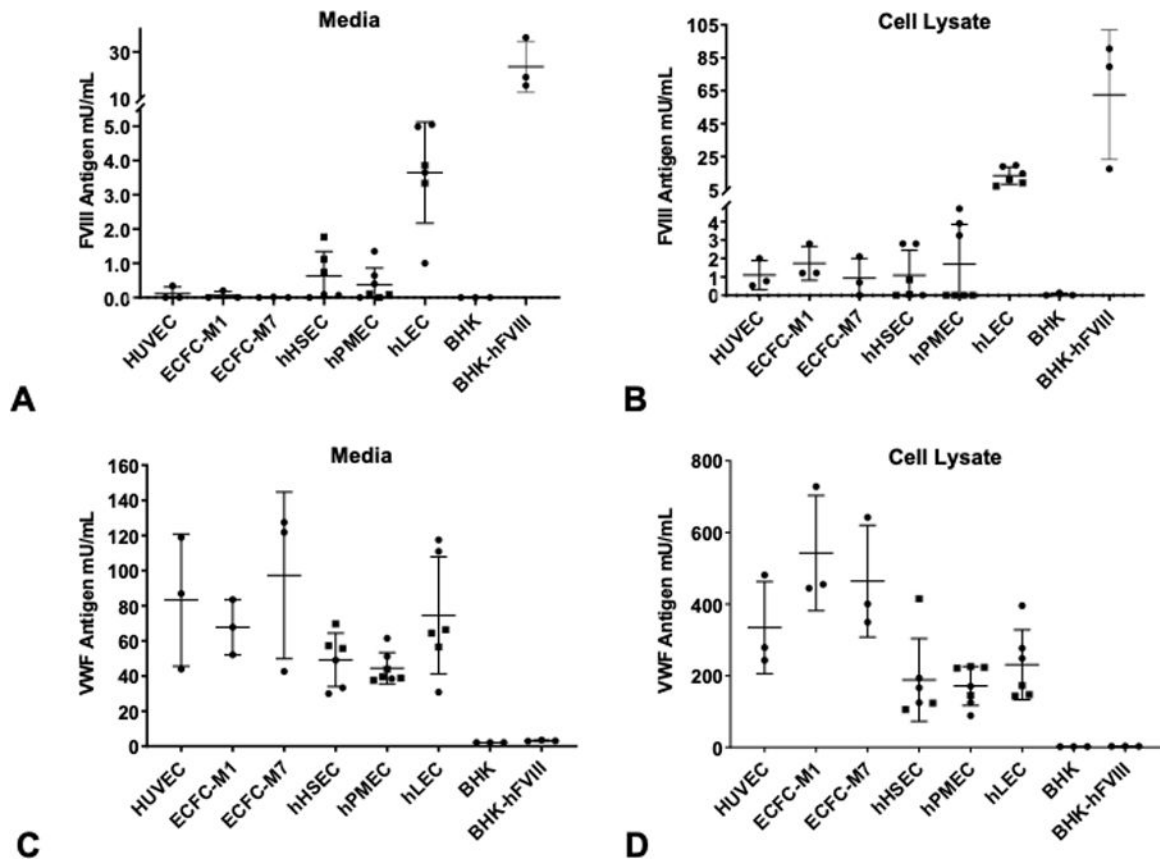 Media
FVIII Antigen mU/mL
30
10
5.0
4.0
3.0
2.0
1.0
0.0
HUVEC
ECFC-M1
ECFC-M7
hHSEC
hPMEC
hLEC
BHK
BHK-hFVIII
A
Cell Lysate
FVIII Antigen mU/mL
105
85
65
45
25
5
4
3
2
1
0
HUVEC
ECFC-M1
ECFC-M7
hHSEC
hPMEC
hLEC
BHK
BHK-hFVIII
B
Media
VWF Antigen mU/mL
160
140
120
100
80
60
40
20
0
HUVEC
ECFC-M1
ECFC-M7
hHSEC
hPMEC
hLEC
BHK
BHK-hFVIII
C
Cell Lysate
VWF Antigen mU/mL
800
600
400
200
0
HUVEC
ECFC-M1
ECFC-M7
hHSEC
hPMEC
hLEC
BHK
BHK-hFVIII
D